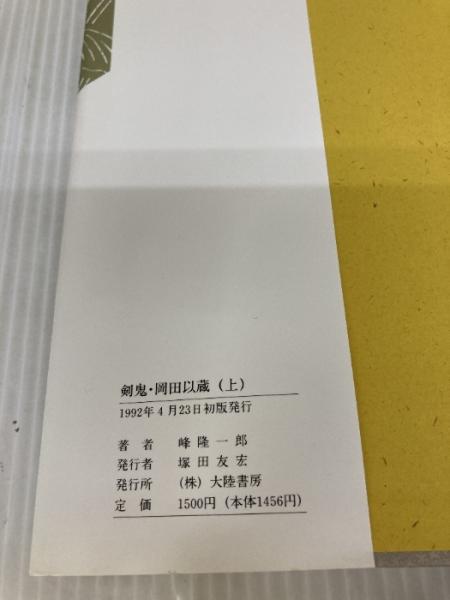 剣鬼・岡田以蔵（上）
1992年4月23日初版発行
著者 峰隆一郎
発行者 塚田友宏
発行所 （株）大陸書房
定価 1500円（本体1456円）